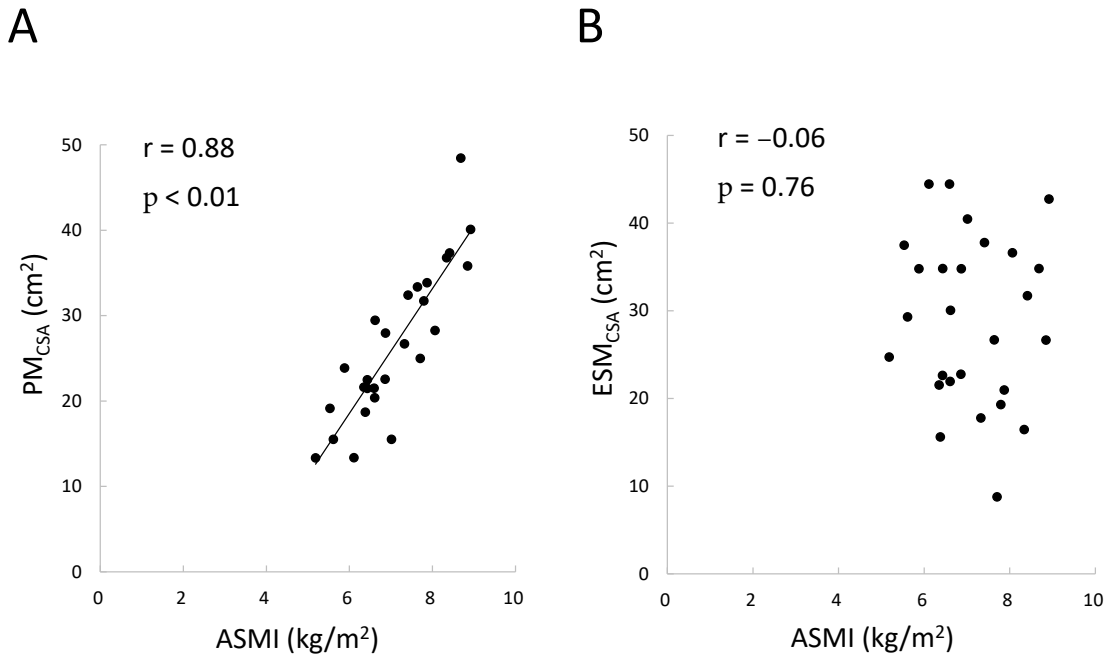 A
r = 0.88
p < 0.01
PM_CSA (cm²)
50
40
30
20
10
0
0 2 4 6 8 10
ASMI (kg/m²)
B
r = −0.06
p = 0.76
ESM_CSA (cm²)
50
40
30
20
10
0
0 2 4 6 8 10
ASMI (kg/m²)